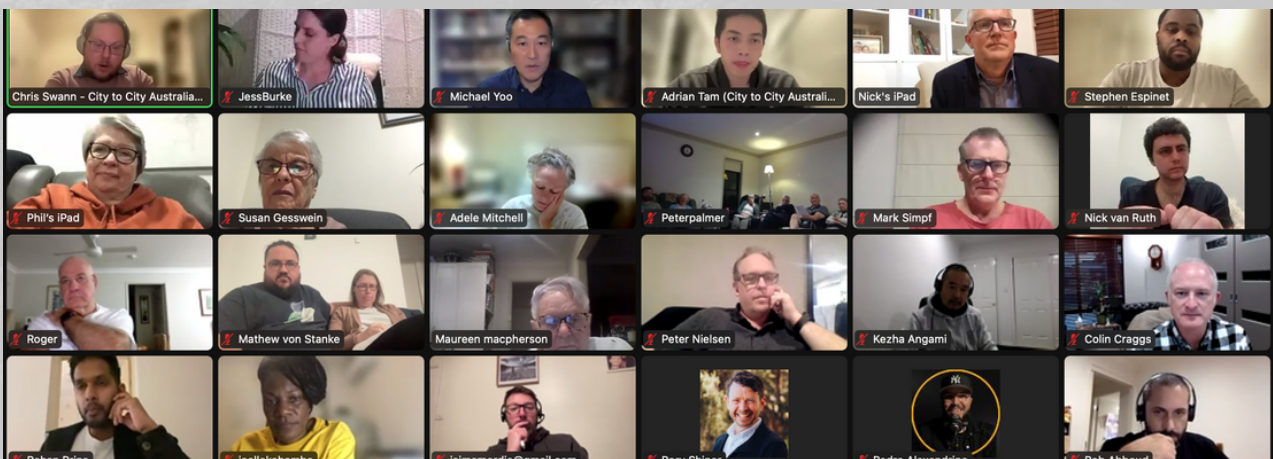 Chris Swann - City to City Australia...
JessBurke
Michael Yoo
Adrian Tam (City to City Australi...
Nick's iPad
Stephen Espinet
Phil's iPad
Susan Gesswein
Adele Mitchell
Peterpalmer
Mark Simpf
Nick van Ruth
Roger
Mathew von Stanke
Maureen macpherson
Peter Nielsen
Kezha Angami
Colin Craggs